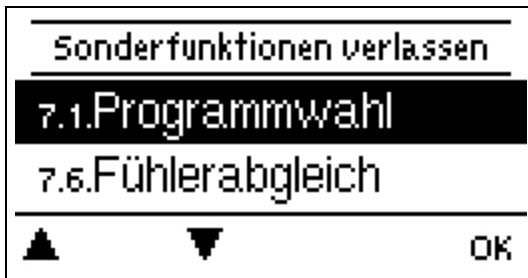 Sonderfunktionen verlassen
7.1.Programmwahl
7.6.Fühlerabgleich
OK